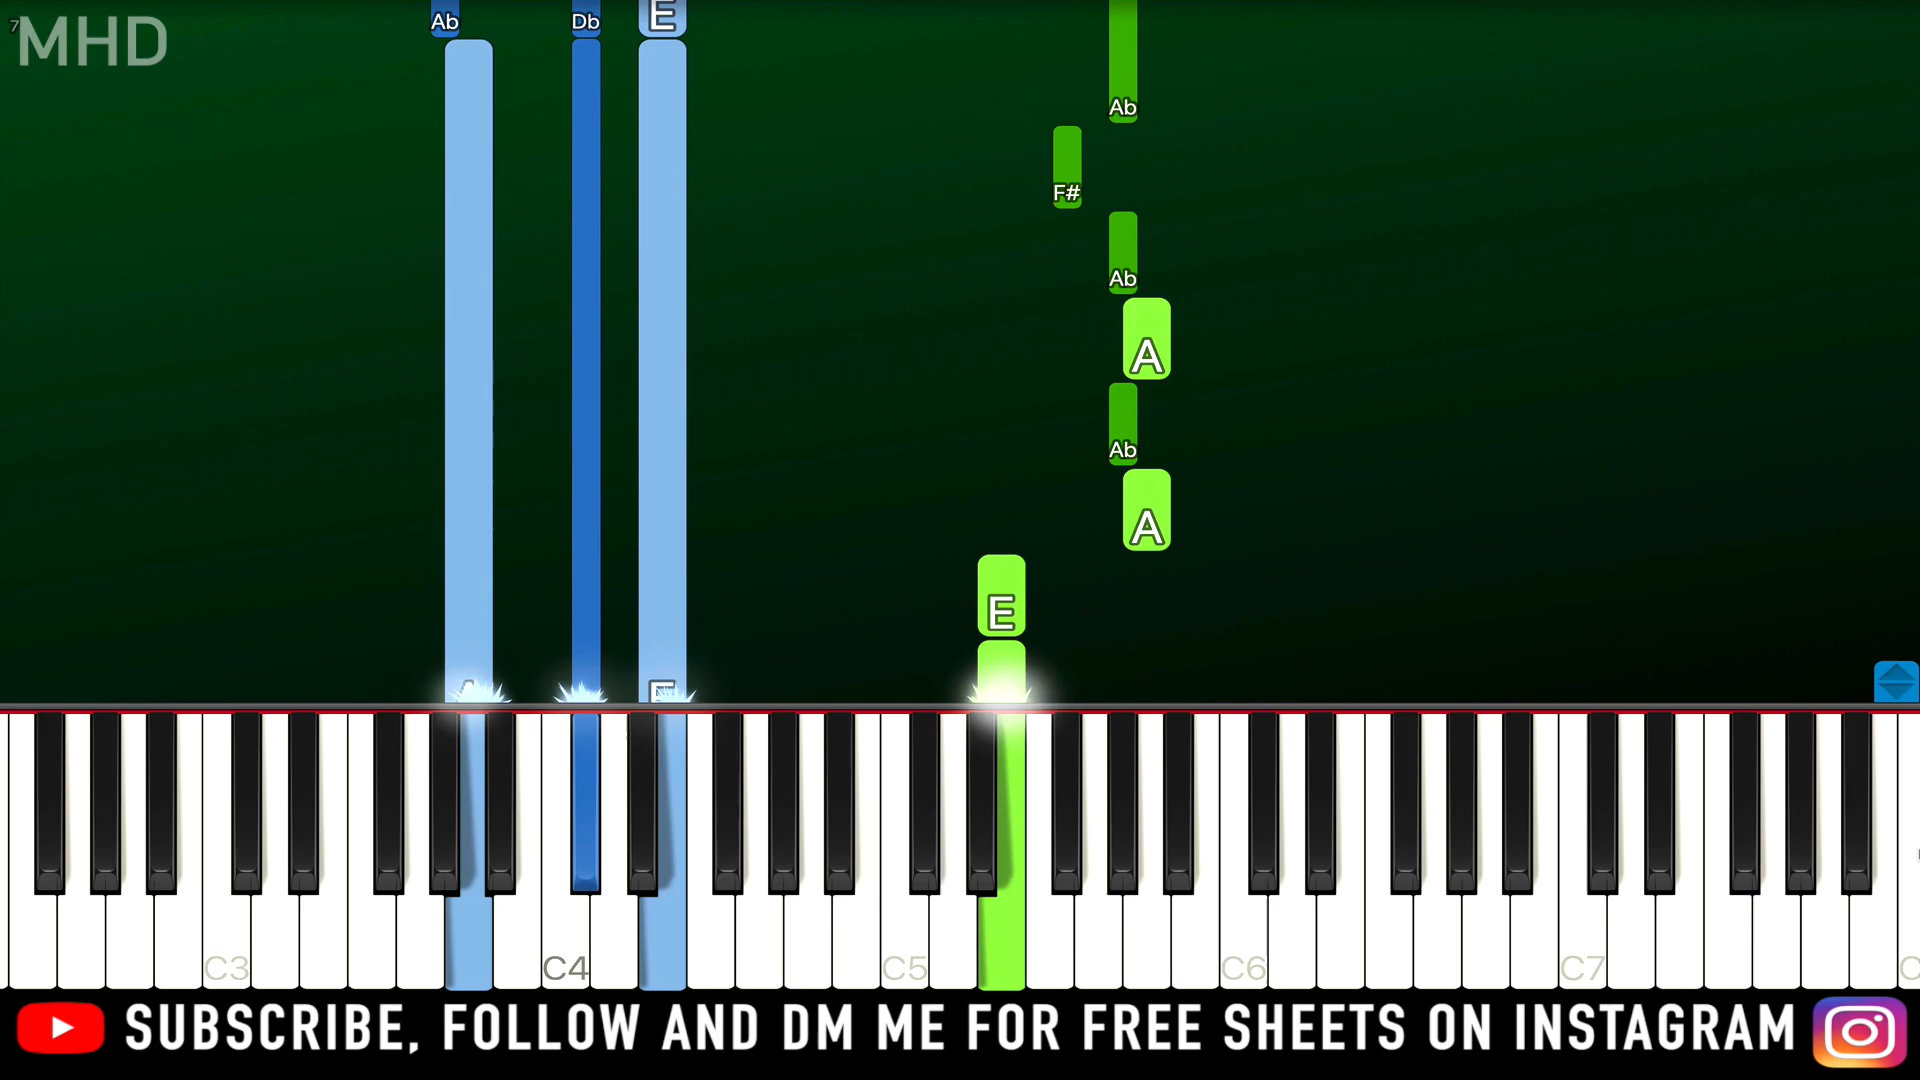 7
MHD
Ab
Db
E
Ab
F#
Ab
A
Ab
A
E
A
E
C3
C4
C5
C6
C7
C
SUBSCRIBE, FOLLOW AND DM ME FOR FREE SHEETS ON INSTAGRAM